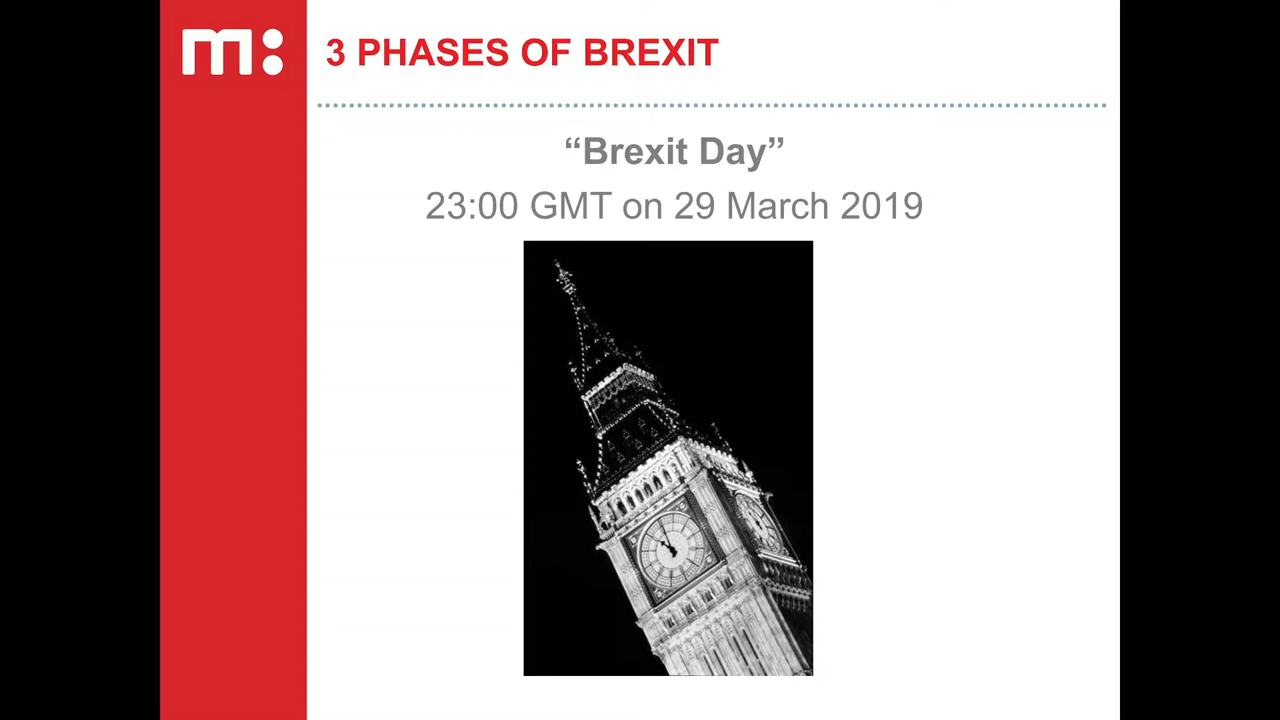 m:
3 PHASES OF BREXIT
“Brexit Day”
23:00 GMT on 29 March 2019